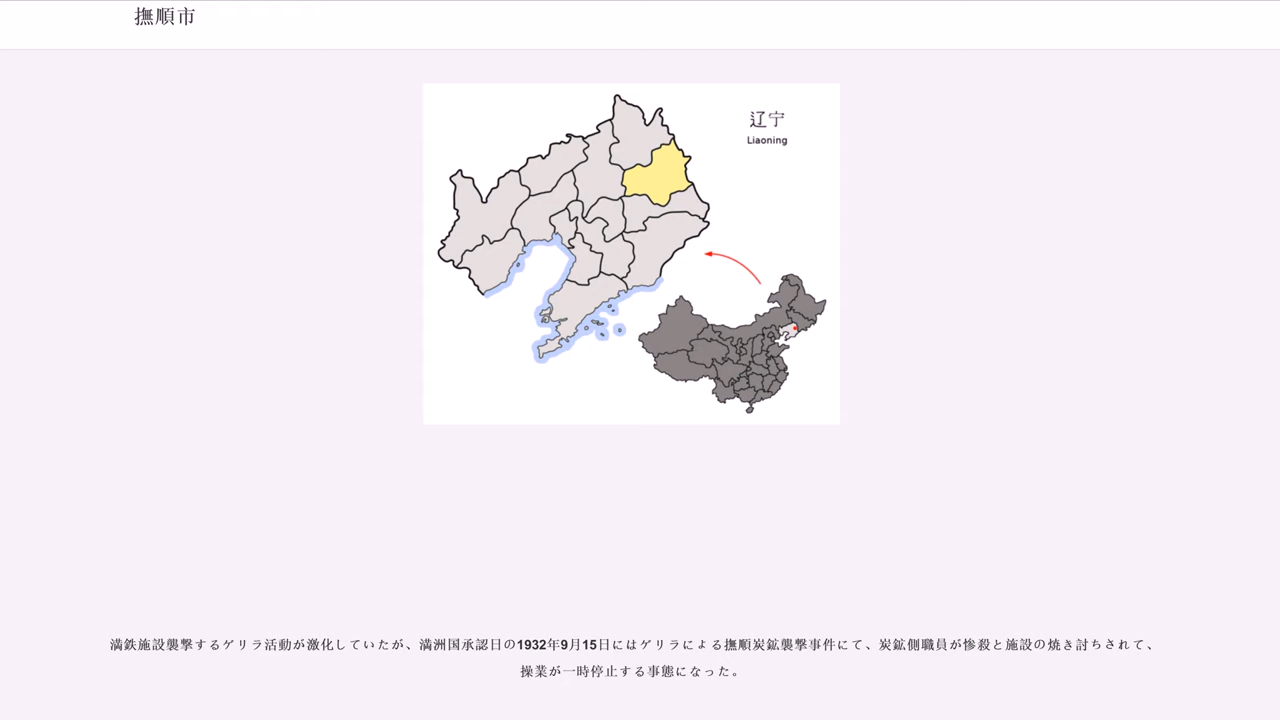 撫順市
辽宁
Liaoning
満鉄施設襲撃するゲリラ活動が激化していたが、満洲国承認日の1932年9月15日にはゲリラによる撫順炭鉱襲撃事件にて、炭鉱側職員が惨殺と施設の焼き討ちされて、
操業が一時停止する事態になった。